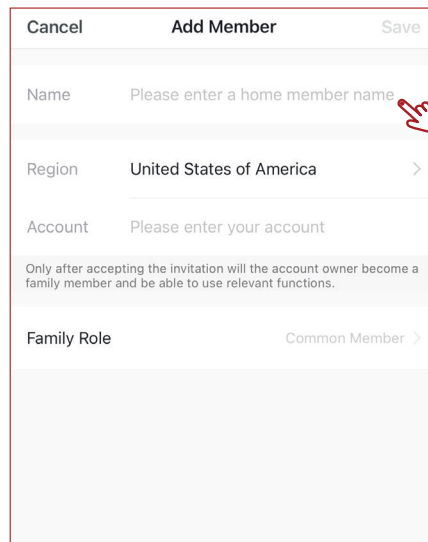 Cancel Add Member Save
Name Please enter a home member name
Region United States of America
Account Please enter your account
Only after accepting the invitation will the account owner become a
family member and be able to use relevant functions.
Family Role Common Member